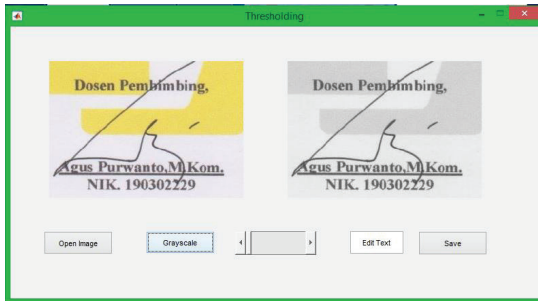 Thresholding
Dosen Pembimbing,
Agus Purwanto,M.Kom.
NIK. 190302229
Dosen Pembimbing,
Agus Purwanto,M.Kom.
NIK. 190302229
Open Image
Grayscale
Edit Text
Save